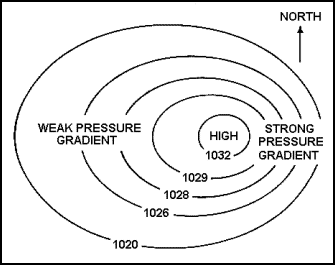 NORTH
WEAK PRESSURE
GRADIENT
HIGH
STRONG
PRESSURE
GRADIENT
1032
1029
1028
1026
1020